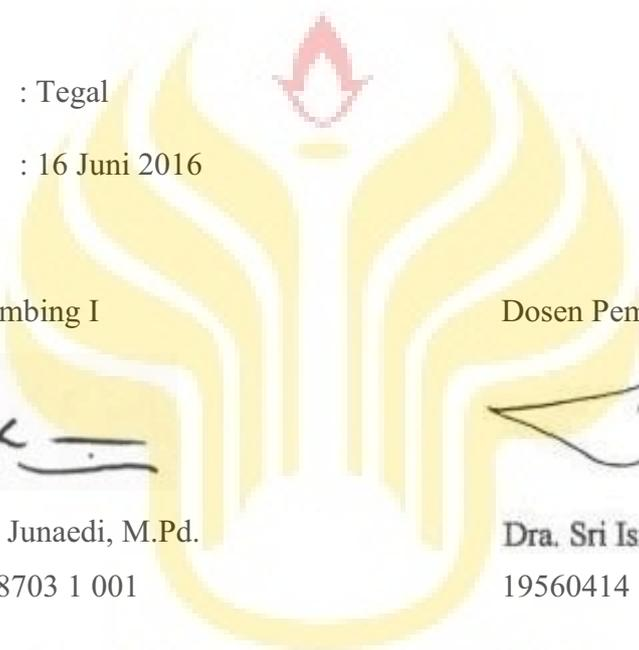 : Tegal
: 16 Juni 2016
mbing I
Dosen Pem
Junaedi, M.Pd.
Dra. Sri Is
8703 1 001
19560414